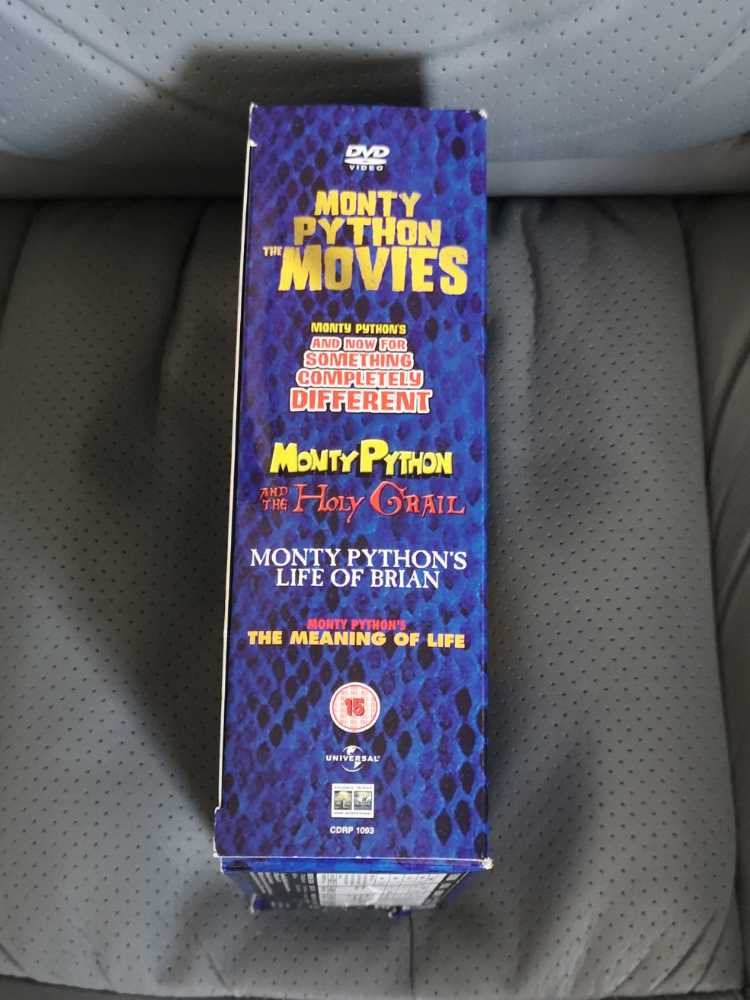 DVD
VIDEO
MONTY
PYTHON
THE MOVIES
MONTY PYTHON'S
AND NOW FOR
SOMETHING
COMPLETELY
DIFFERENT
MONTY PYTHON
AND THE HOLY GRAIL
MONTY PYTHON'S
LIFE OF BRIAN
MONTY PYTHON'S
THE MEANING OF LIFE
15
UNIVERSAL
CDRP 1093